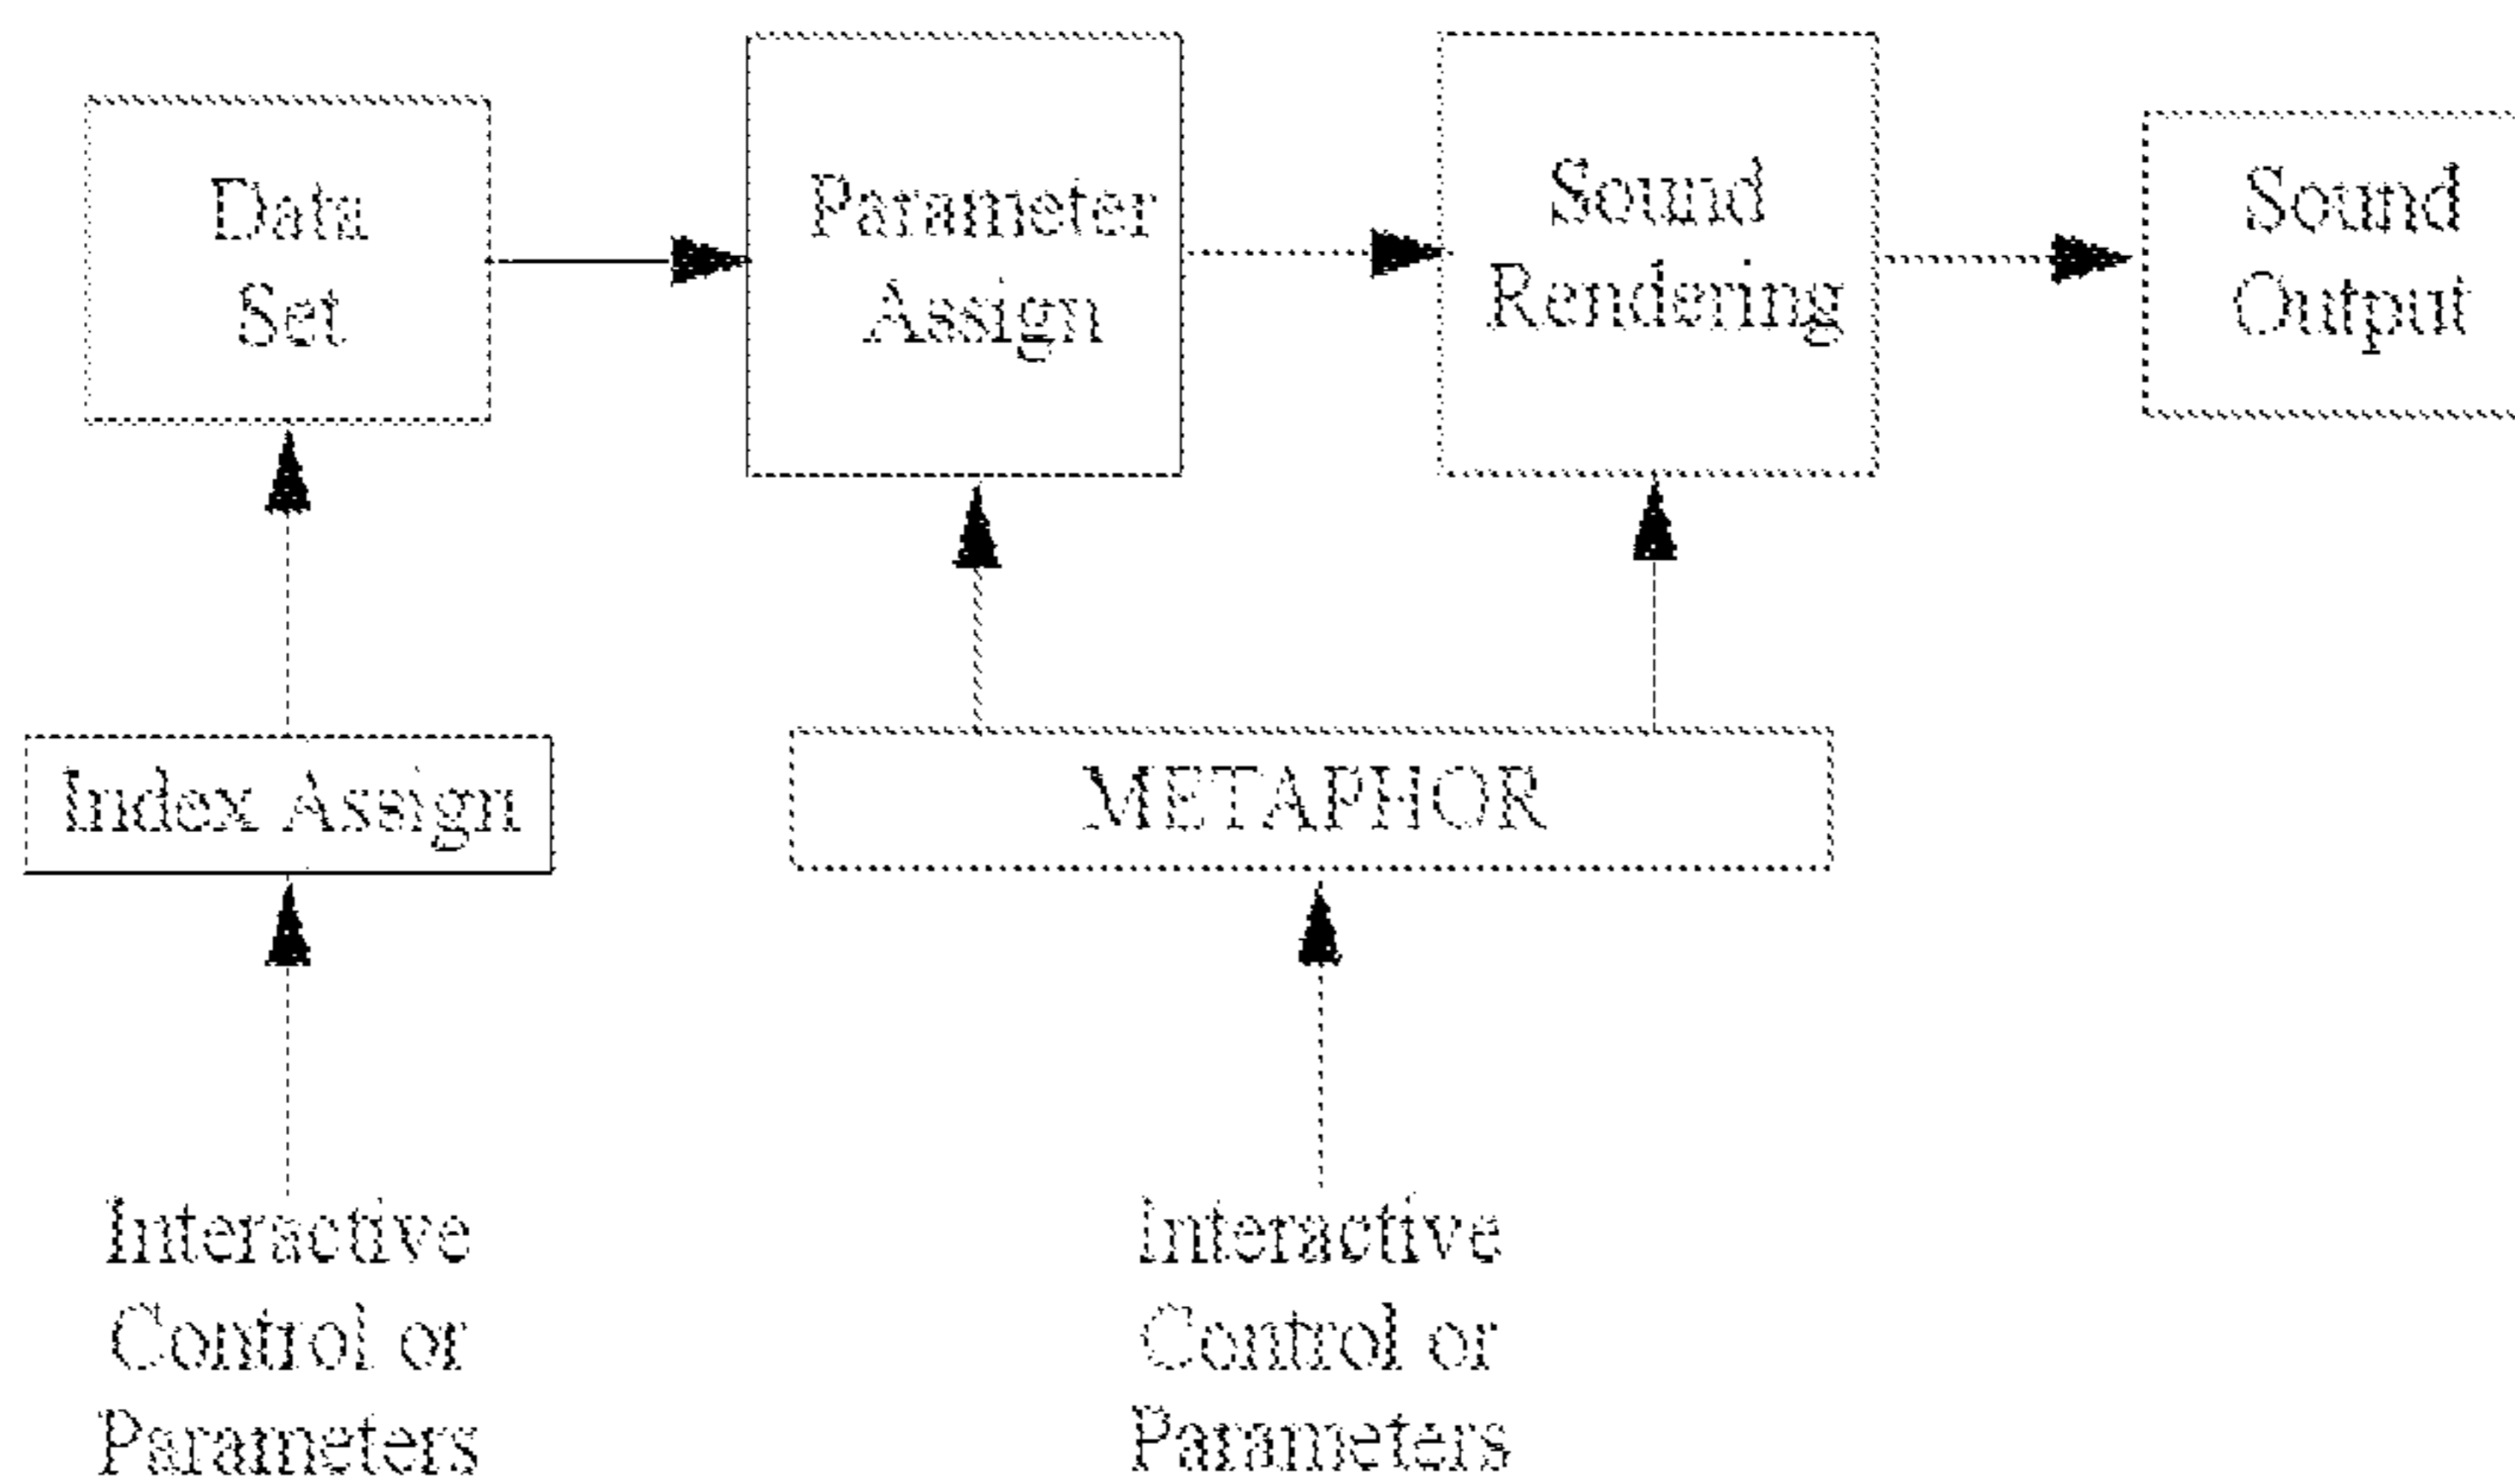 Data
Set
Parameter
Assign
Sound
Rendering
Sound
Output
Index Assign
METAPHOR
Interactive
Control or
Parameters
Interactive
Control or
Parameters